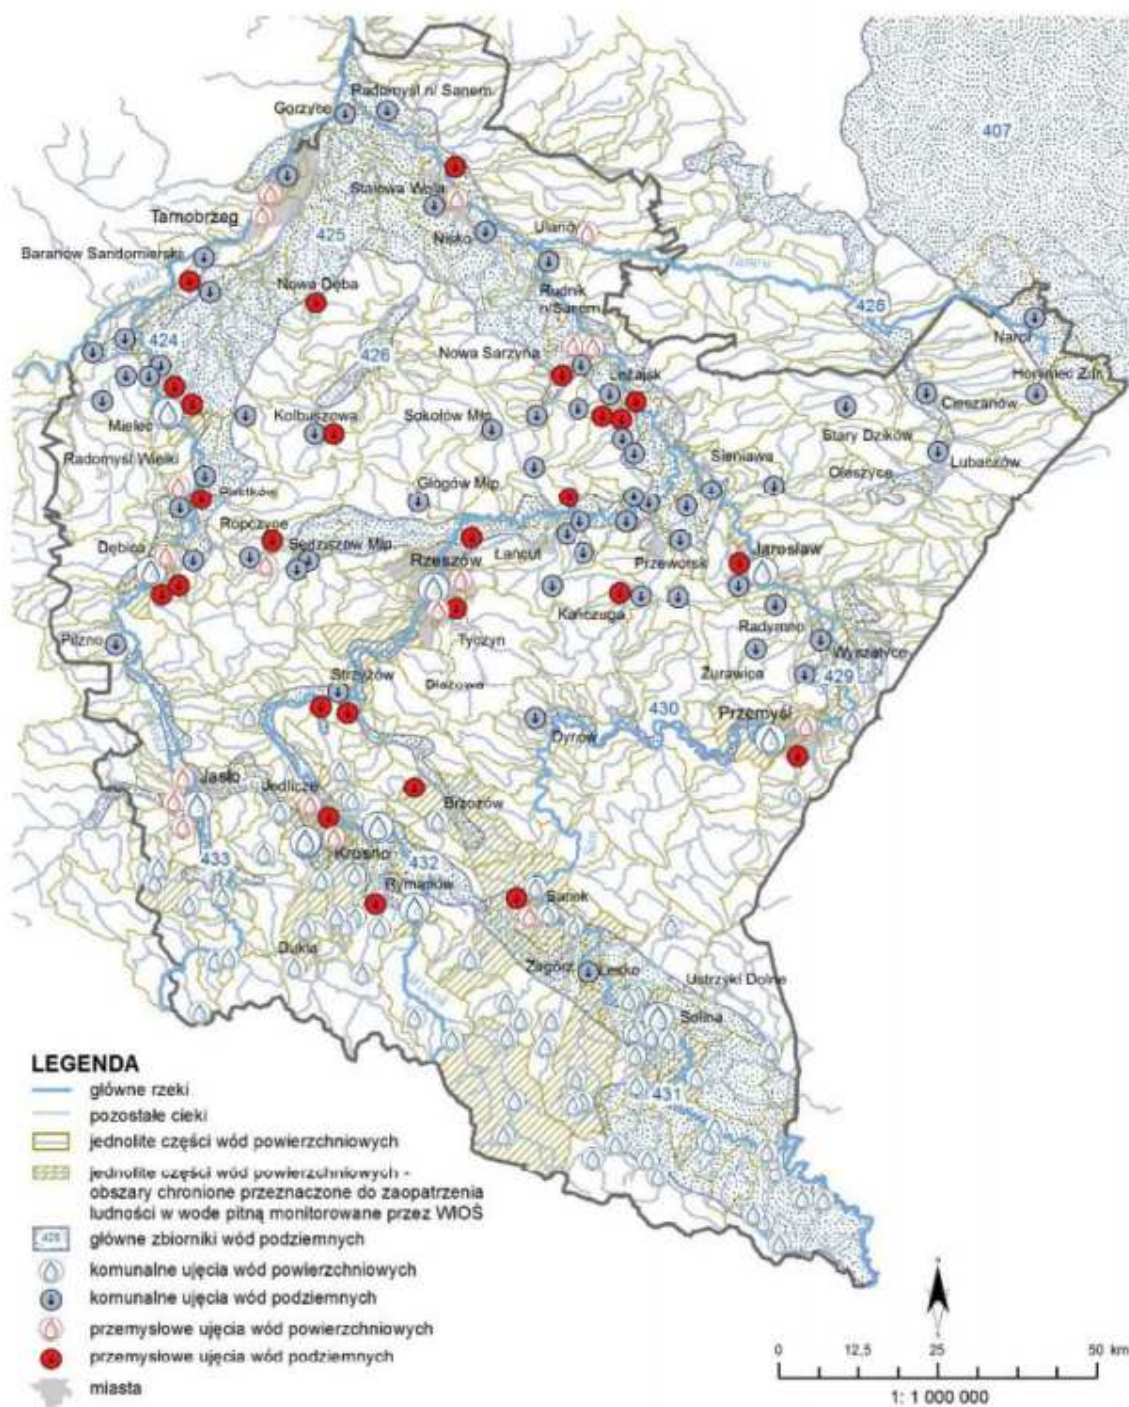 Radomyśl n/ Sanem
Gorzyce
407
Stalowa Wola
Tarnobrzeg
Ulanów
425
Nisko
Baranów Sandomierski
Tanew
Nowa Dęba
Rudnik
n/Sanem
426
424
Narol
Nowa Sarzyna
426
Horyniec Zdr.
Leżajsk
Cieszanów
Mielec
Kolbuszowa
Sokołów Młp.
Stary Dzików
Radomyśl Wielki
Sieniawa
Lubaczów
Oleszyce
Głogów Młp.
Ropczyce
Dębica
Sędziszów Młp.
Rzeszów
Łańcut
Przeworsk
Jarosław
Kańczuga
Pilzno
Tyczyn
Radymno
Wyszatyce
Strzyżów
Błażowa
Żurawica
429
430
Przemyśl
Dynów
Jasło
Jedlicze
Brzozów
San
433
Krosno
432
Rymanów
Sanok
Dukla
Zagórz
Lesko
Ustrzyki Dolne
Solina
431
LEGENDA
główne rzeki
pozostałe cieki
jednolite części wód powierzchniowych
jednolite części wód powierzchniowych -
obszary chronione przeznaczone do zaopatrzenia
ludności w wode pitną monitorowane przez WIOŚ
główne zbiorniki wód podziemnych
komunalne ujęcia wód powierzchniowych
komunalne ujęcia wód podziemnych
przemysłowe ujęcia wód powierzchniowych
przemysłowe ujęcia wód podziemnych
miasta
0 12,5 25 50 km
1: 1 000 000